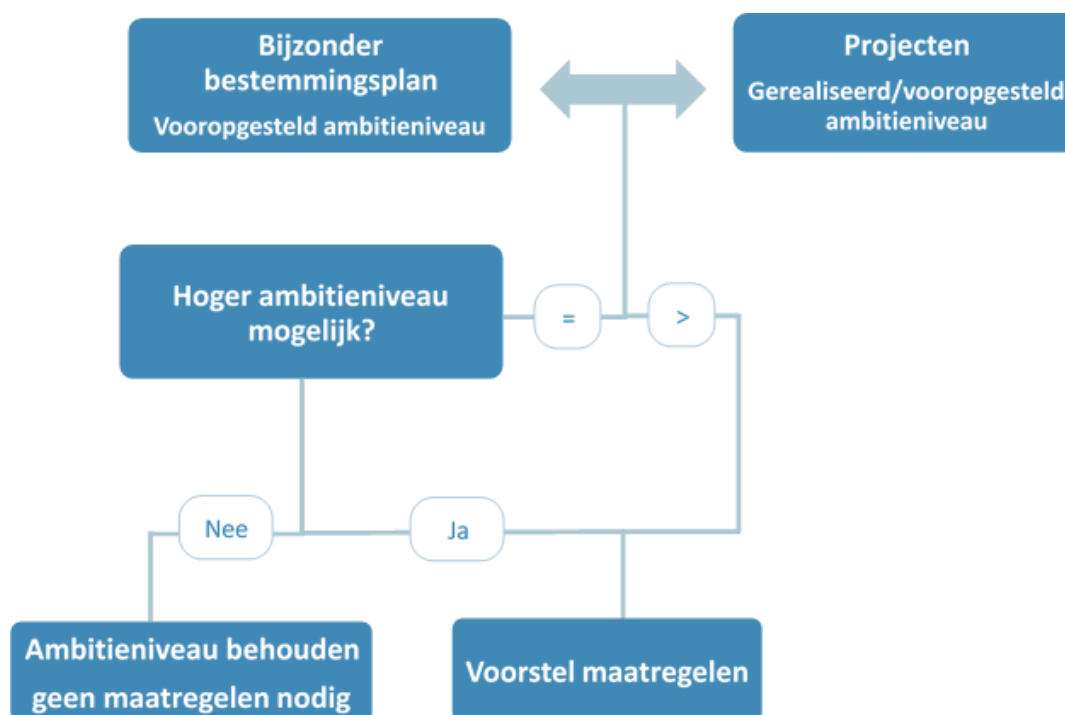 Bijzonder
bestemmingsplan
Vooropgesteld ambitieniveau
Projecten
Gerealiseerd/vooropgesteld
ambitieniveau
Hoger ambitieniveau
mogelijk?
=
>
Nee
Ja
Ambitieniveau behouden
geen maatregelen nodig
Voorstel maatregelen